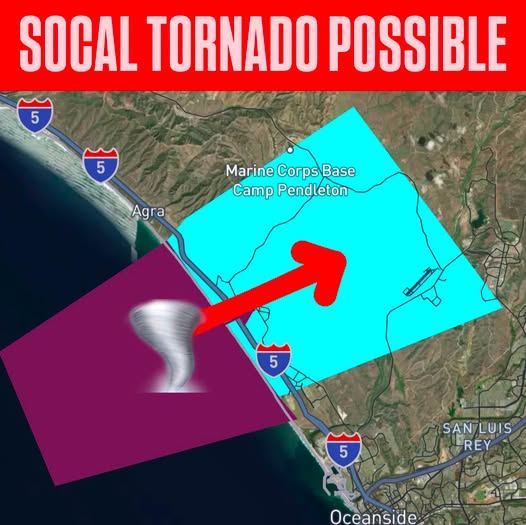 SOCAL TORNADO POSSIBLE
5
5
Marine Corps Base
Camp Pendleton
Agra
5
SAN LUIS
REY
5
Oceanside